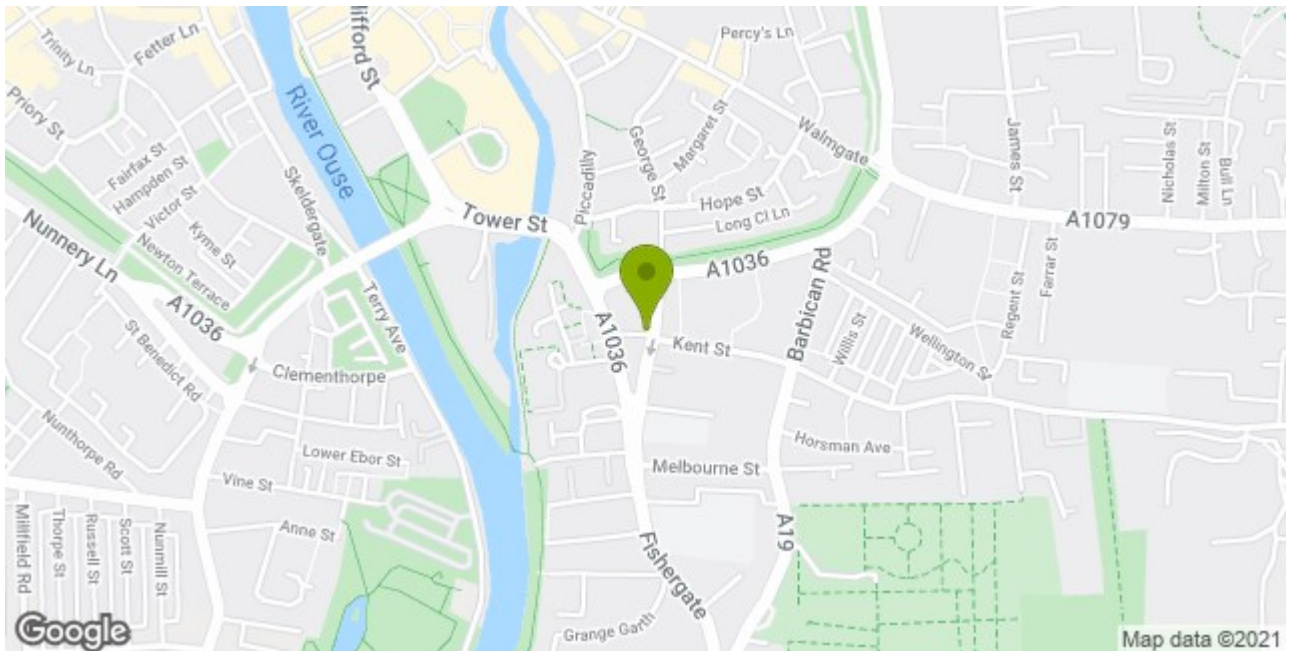 Trinity Ln
Fetter Ln
Clifford St
Percy's Ln
Priory St
River Ouse
Piccadilly
George St
Margaret St
Walmgate
James St
Nicholas St
Milton St
Bull Ln
Fairfax St
Hampden St
Victor St
Kyme St
Skeldergate
Hope St
Long Cl Ln
Tower St
A1079
Nunnery Ln
Newton Terrace
A1036
Terry Ave
A1036
A1036
Barbican Rd
Regent St
Farrar St
St Benedict Rd
Clementhorpe
Kent St
Willis St
Wellington St
Nunthorpe Rd
Lower Ebor St
Horsman Ave
Vine St
Melbourne St
Millfield Rd
Thorpe St
Russell St
Scott St
Nunmill St
Anne St
A19
Fishergate
Grange Garth
Google
Map data ©2021